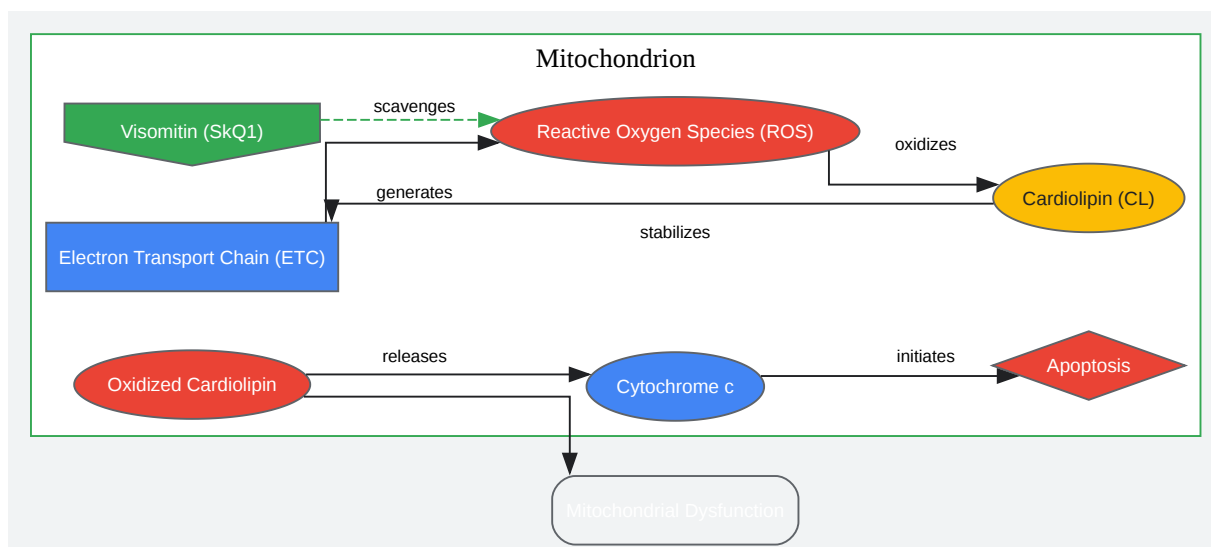 Mitochondrion
scavenges
Visomitin (SkQ1)
Reactive Oxygen Species (ROS)
oxidizes
generates
Cardiolipin (CL)
stabilizes
Electron Transport Chain (ETC)
releases
initiates
Oxidized Cardiolipin
Cytochrome c
Apoptosis
Mitochondrial Dysfunction